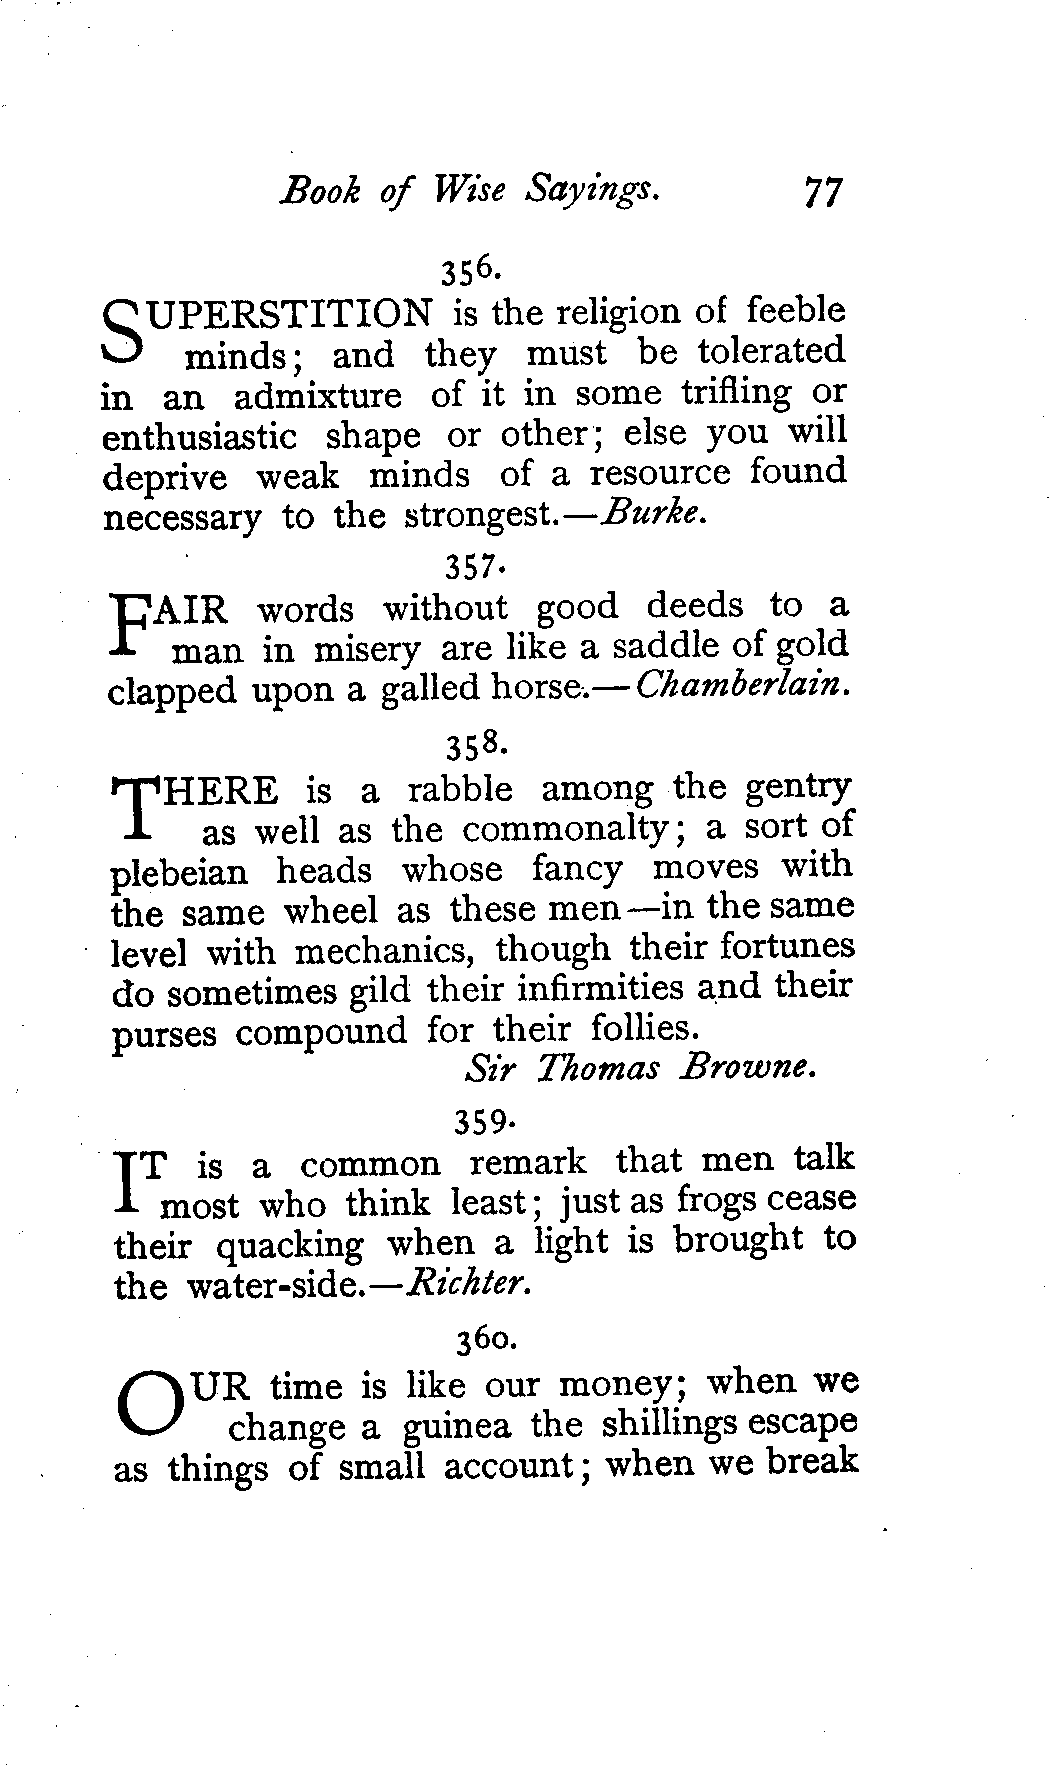 Book of Wise Sayings. 77
356.
SUPERSTITION is the religion of feeble
minds; and they must be tolerated
in an admixture of it in some trifling or
enthusiastic shape or other; else you will
deprive weak minds of a resource found
necessary to the strongest.—Burke.
357.
FAIR words without good deeds to a
man in misery are like a saddle of gold
clapped upon a galled horse.—Chamberlain.
358.
THERE is a rabble among the gentry
as well as the commonalty; a sort of
plebeian heads whose fancy moves with
the same wheel as these men—in the same
level with mechanics, though their fortunes
do sometimes gild their infirmities and their
purses compound for their follies.
Sir Thomas Browne.
359.
IT is a common remark that men talk
most who think least; just as frogs cease
their quacking when a light is brought to
the water-side.—Richter.
360.
OUR time is like our money; when we
change a guinea the shillings escape
as things of small account; when we break